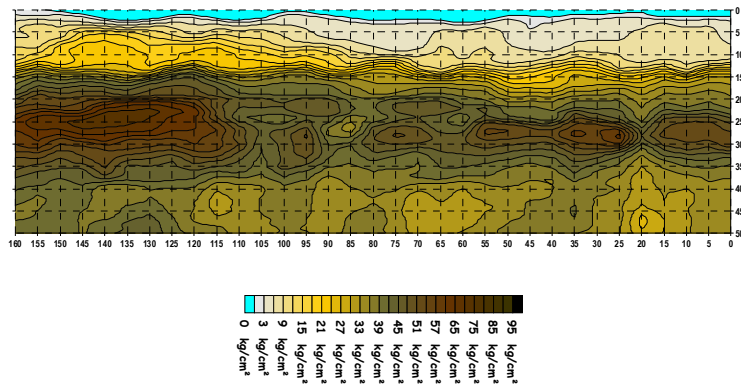 0
5
10
15
20
25
30
35
40
45
50
160 155 150 145 140 135 130 125 120 115 110 105 100 95 90 85 80 75 70 65 60 55 50 45 40 35 30 25 20 15 10 5 0
0 kg/cm²
3 kg/cm²
9 kg/cm²
15 kg/cm²
21 kg/cm²
27 kg/cm²
33 kg/cm²
39 kg/cm²
45 kg/cm²
51 kg/cm²
57 kg/cm²
65 kg/cm²
75 kg/cm²
85 kg/cm²
95 kg/cm²